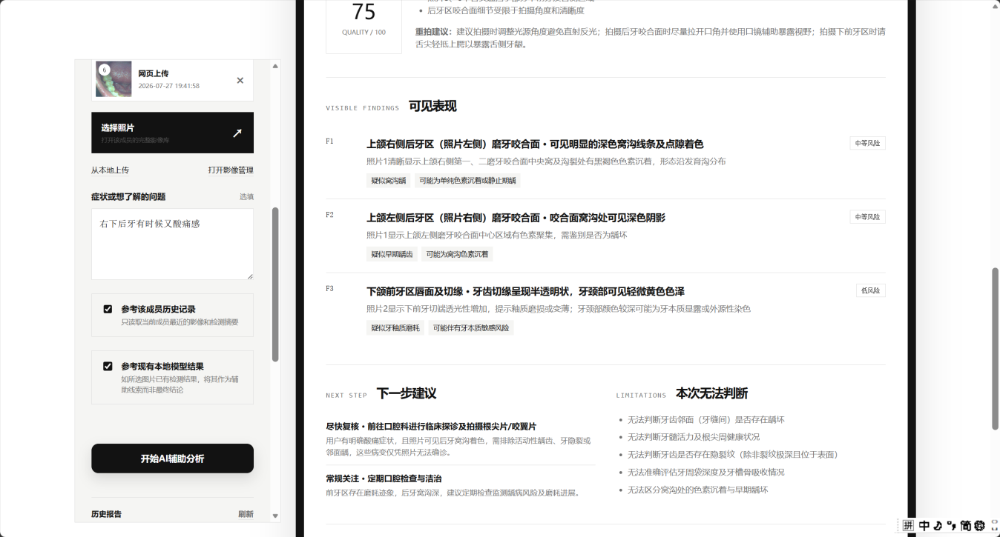 6
网页上传
2026-07-27 19:41:58
×
选择照片
打开该成员的完整影像库
从本地上传
打开影像管理
症状或想了解的问题
选填
右下后牙有时候又酸痛感
参考该成员历史记录
只读取当前成员最近的影像和检测摘要
参考现有本地模型结果
如所选图片已有检测结果，将其作为辅
助线索而非最终结论
开始AI辅助分析
历史报告
刷新
75
QUALITY / 100
后牙区咬合面细节受限于拍摄角度和清晰度
重拍建议：建议拍摄时调整光源角度避免直射反光；拍摄后牙咬合面时尽量拉开口角并使用口镜辅助暴露视野；拍摄下前牙区时请
舌尖轻抵上腭以暴露舌侧牙龈。
VISIBLE FINDINGS 可见表现
F1
上颌右侧后牙区（照片左侧）磨牙咬合面 · 可见明显的深色窝沟线条及点隙着色
中等风险
照片1清晰显示上颌右侧第一、二磨牙咬合面中央窝及沟裂处有黑褐色色素沉着，形态沿发育沟分布
疑似窝沟龋
可能为单纯色素沉着或静止期龋
F2
上颌左侧后牙区（照片右侧）磨牙咬合面 · 咬合面窝沟处可见深色阴影
中等风险
照片1显示上颌左侧磨牙咬合面中心区域有色素聚集，需鉴别是否为龋坏
疑似早期龋齿
可能为窝沟色素沉着
F3
下颌前牙区唇面及切缘 · 牙齿切缘呈现半透明状，牙颈部可见轻微黄色色泽
低风险
照片2显示下前牙切端透光性增加，提示釉质磨损或变薄；牙颈部颜色较深可能为牙本质显露或外源性染色
疑似牙釉质磨耗
可能伴有牙本质敏感风险
NEXT STEP 下一步建议
尽快复核 · 前往口腔科进行临床探诊及拍摄根尖片/咬翼片
用户有明确酸痛症状，且照片可见后牙窝沟着色，需排除活动性龋齿、牙隐裂或
邻面龋，这些病变仅凭照片无法确诊。
常规关注 · 定期口腔检查与洁治
前牙区存在磨耗迹象，后牙窝沟深，建议定期检查监测龋病风险及磨耗进展。
LIMITATIONS 本次无法判断
无法判断牙齿邻面（牙缝间）是否存在龋坏
无法判断牙髓活力及根尖周健康状况
无法判断牙齿是否存在隐裂纹（除非裂纹极深且位于表面）
无法准确评估牙周袋深度及牙槽骨吸收情况
无法区分窝沟处的色素沉着与早期龋坏
拼 中 简